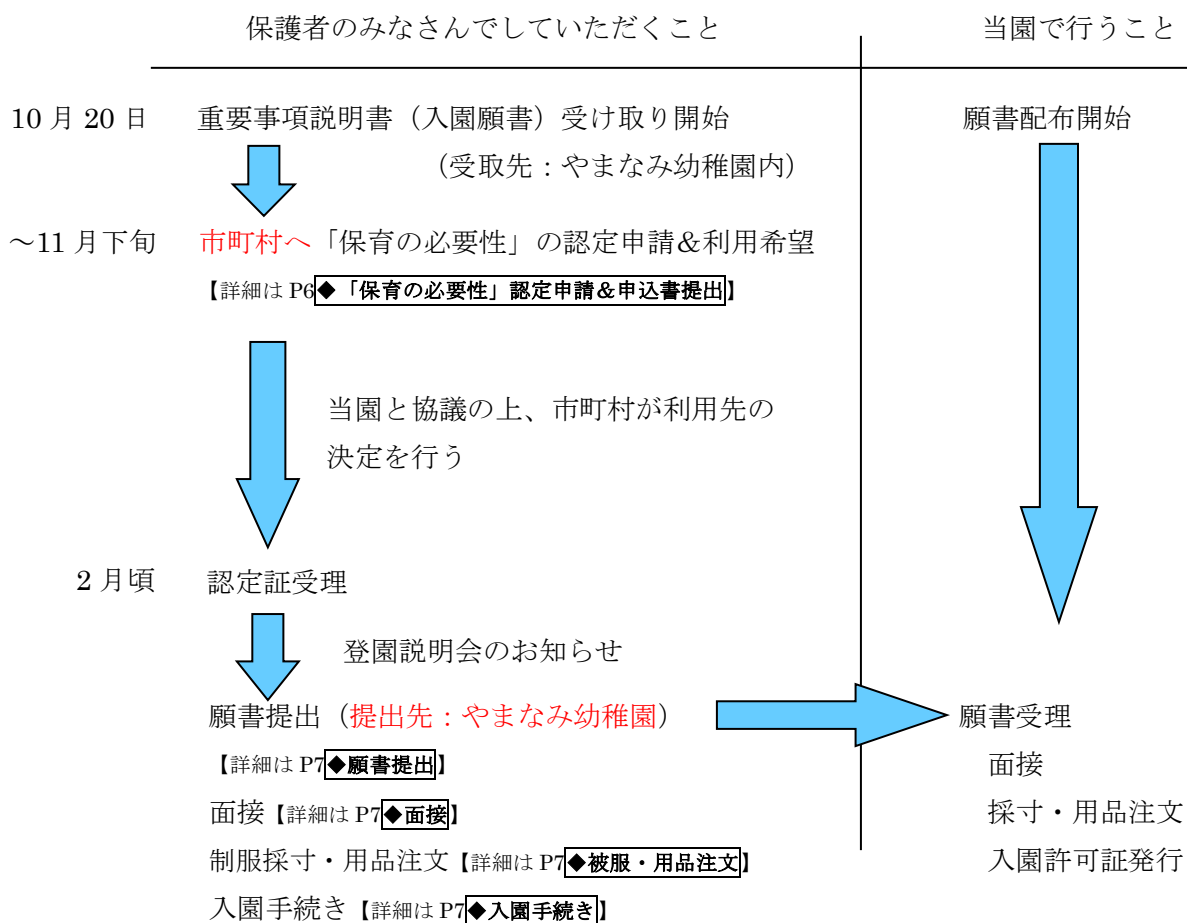 保護者のみなさんでしていただくこと 当園で行うこと
10月20日 重要事項説明書（入園願書）受け取り開始 願書配布開始
（受取先：やまなみ幼稚園内）
～11月下旬 市町村へ「保育の必要性」の認定申請＆利用希望
【詳細は P6◆「保育の必要性」認定申請＆申込書提出】
当園と協議の上、市町村が利用先の
決定を行う
2月頃 認定証受理
登園説明会のお知らせ
願書提出（提出先：やまなみ幼稚園） 願書受理
【詳細は P7◆願書提出】 面接
面接【詳細は P7◆面接】 採寸・用品注文
制服採寸・用品注文【詳細は P7◆被服・用品注文】 入園許可証発行
入園手続き【詳細は P7◆入園手続き】